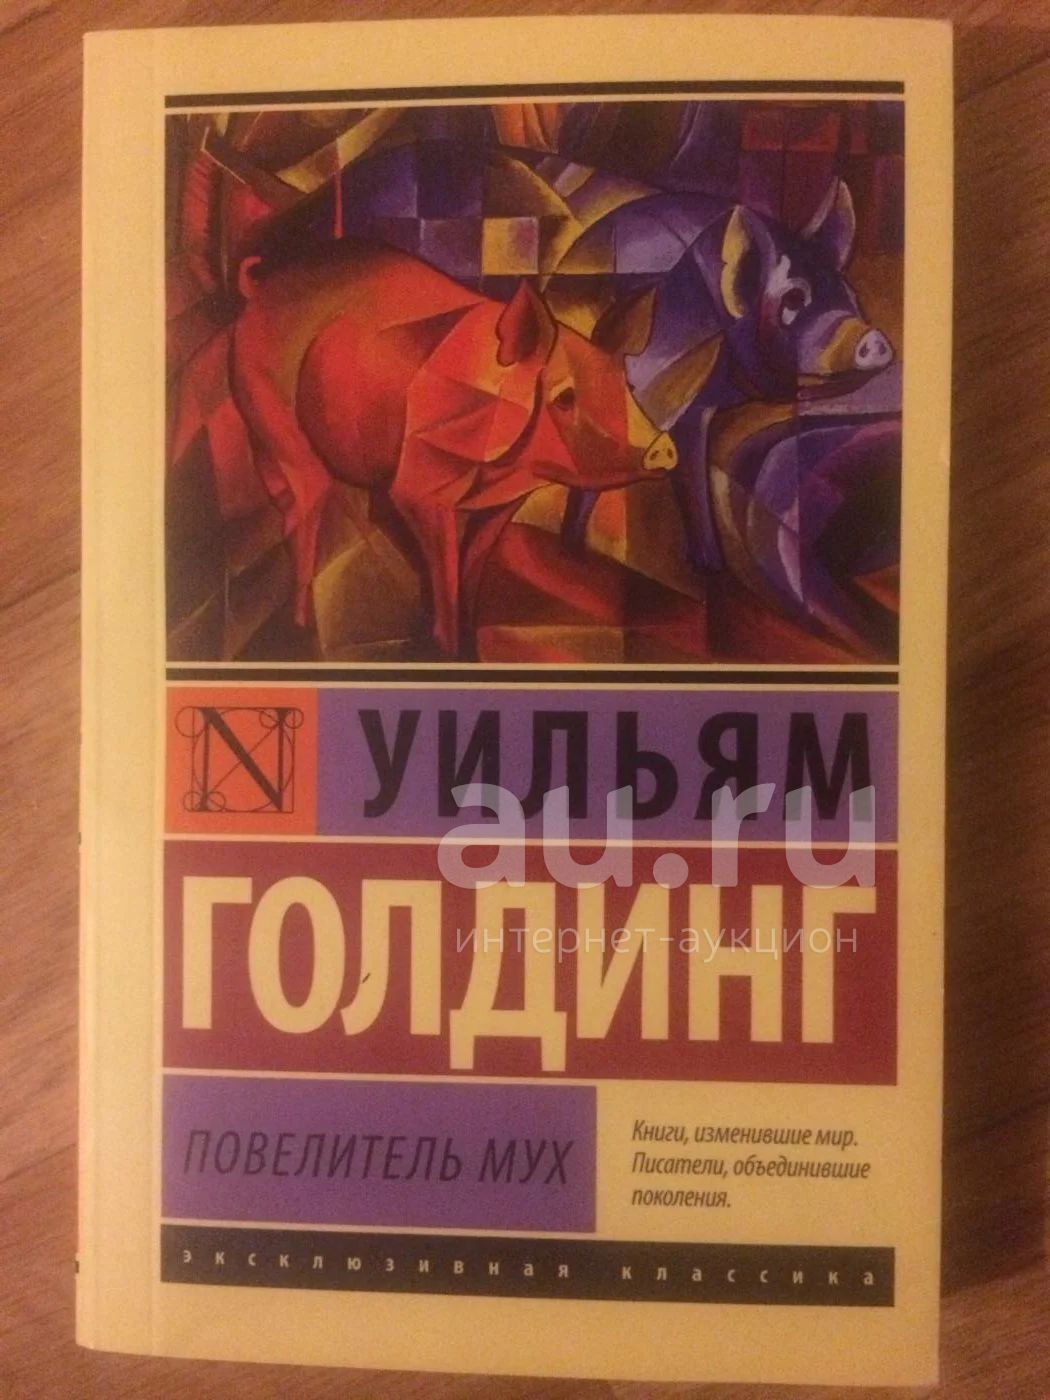 N
УИЛЬЯМ
au.ru
ГОЛДИНГ
интернет-аукцион
ПОВЕЛИТЕЛЬ МУХ
Книги, изменившие мир.
Писатели, объединившие
поколения.
эксклюзивная классика